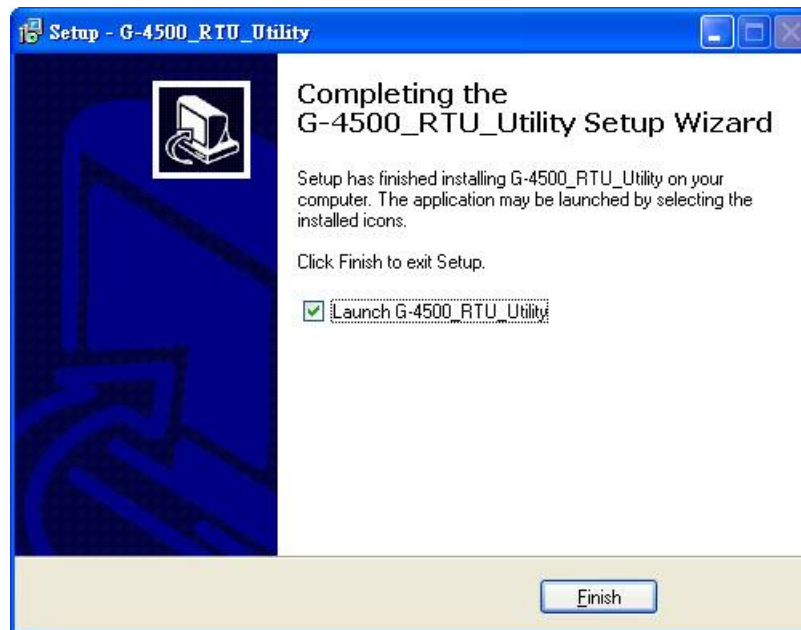 Setup - G-4500_RTU_Utility
Completing the
G-4500_RTU_Utility Setup Wizard
Setup has finished installing G-4500_RTU_Utility on your
computer. The application may be launched by selecting the
installed icons.
Click Finish to exit Setup.
Launch G-4500_RTU_Utility
Finish